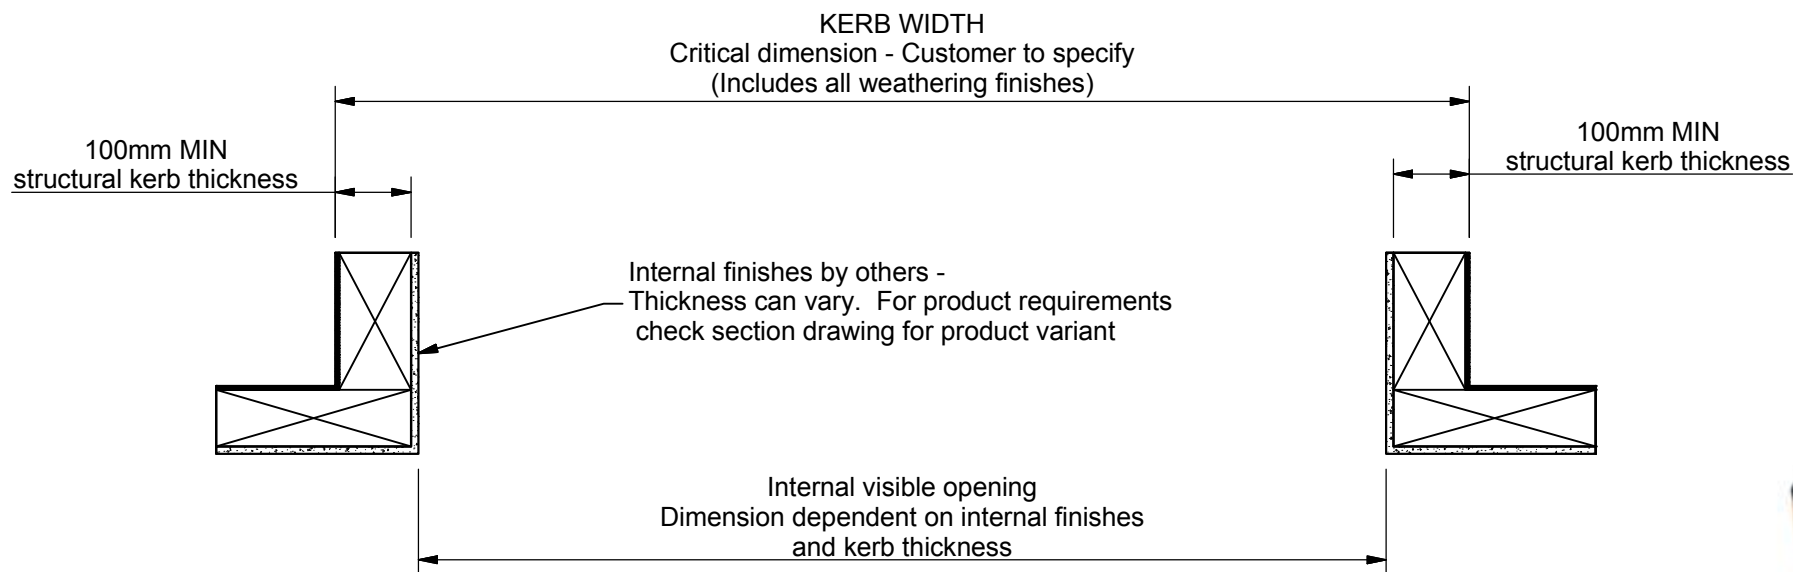 KERB WIDTH
Critical dimension - Customer to specify
(Includes all weathering finishes)
100mm MIN
structural kerb thickness
100mm MIN
structural kerb thickness
Internal finishes by others -
Thickness can vary. For product requirements
check section drawing for product variant
Internal visible opening
Dimension dependent on internal finishes
and kerb thickness